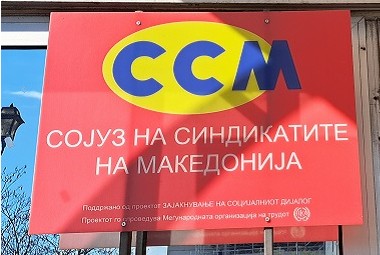 ССМ
СОЈУЗ НА СИНДИКАТИТЕ
НА МАКЕДОНИЈА
Поддржано од проектот ЗАЈАКНУВАЊЕ НА СОЦИЈАЛНИОТ ДИЈАЛОГ
Проектот го спроведува Меѓународната организација на трудот